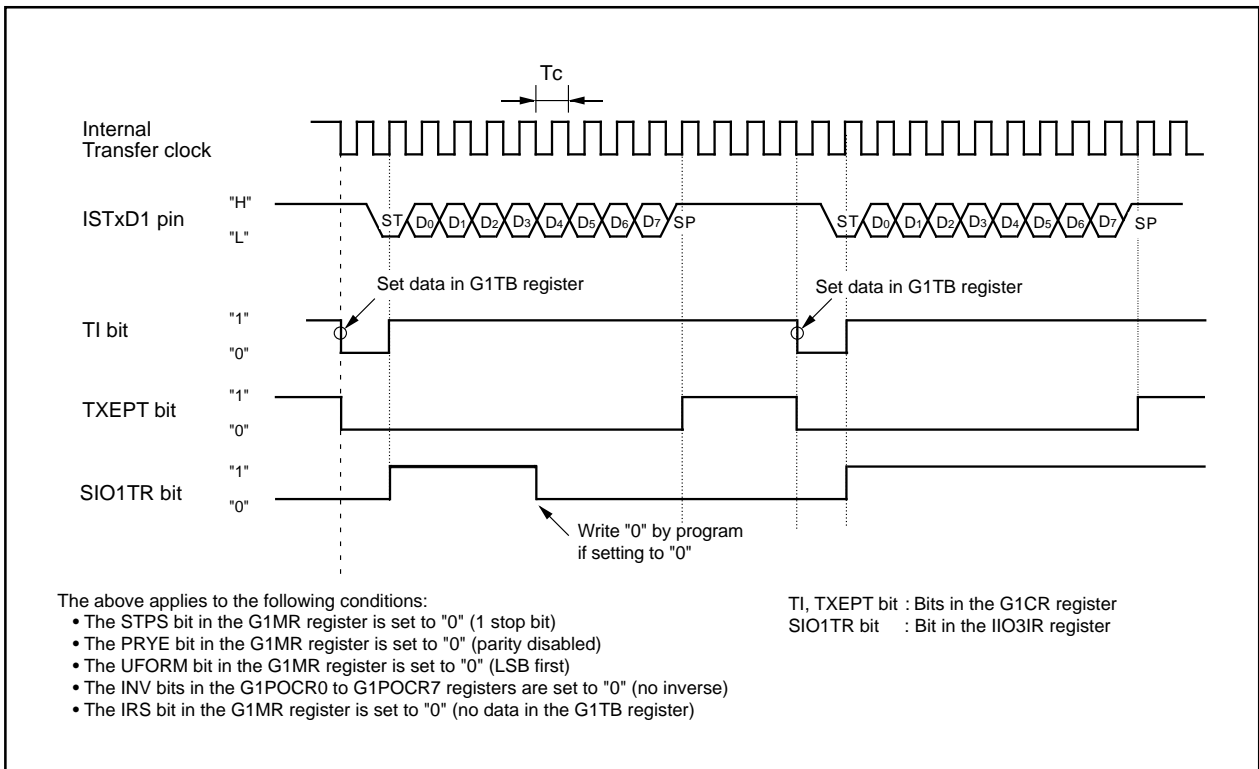 Tc
Internal
Transfer clock
ISTxD1 pin
"H"
"L"
ST D0 D1 D2 D3 D4 D5 D6 D7 SP
ST D0 D1 D2 D3 D4 D5 D6 D7 SP
Set data in G1TB register
Set data in G1TB register
TI bit
"1"
"0"
TXEPT bit
"1"
"0"
SIO1TR bit
"1"
"0"
Write "0" by program
if setting to "0"
The above applies to the following conditions:
• The STPS bit in the G1MR register is set to "0" (1 stop bit)
• The PRYE bit in the G1MR register is set to "0" (parity disabled)
• The UFORM bit in the G1MR register is set to "0" (LSB first)
• The INV bits in the G1POCR0 to G1POCR7 registers are set to "0" (no inverse)
• The IRS bit in the G1MR register is set to "0" (no data in the G1TB register)
TI, TXEPT bit : Bits in the G1CR register
SIO1TR bit : Bit in the IIO3IR register